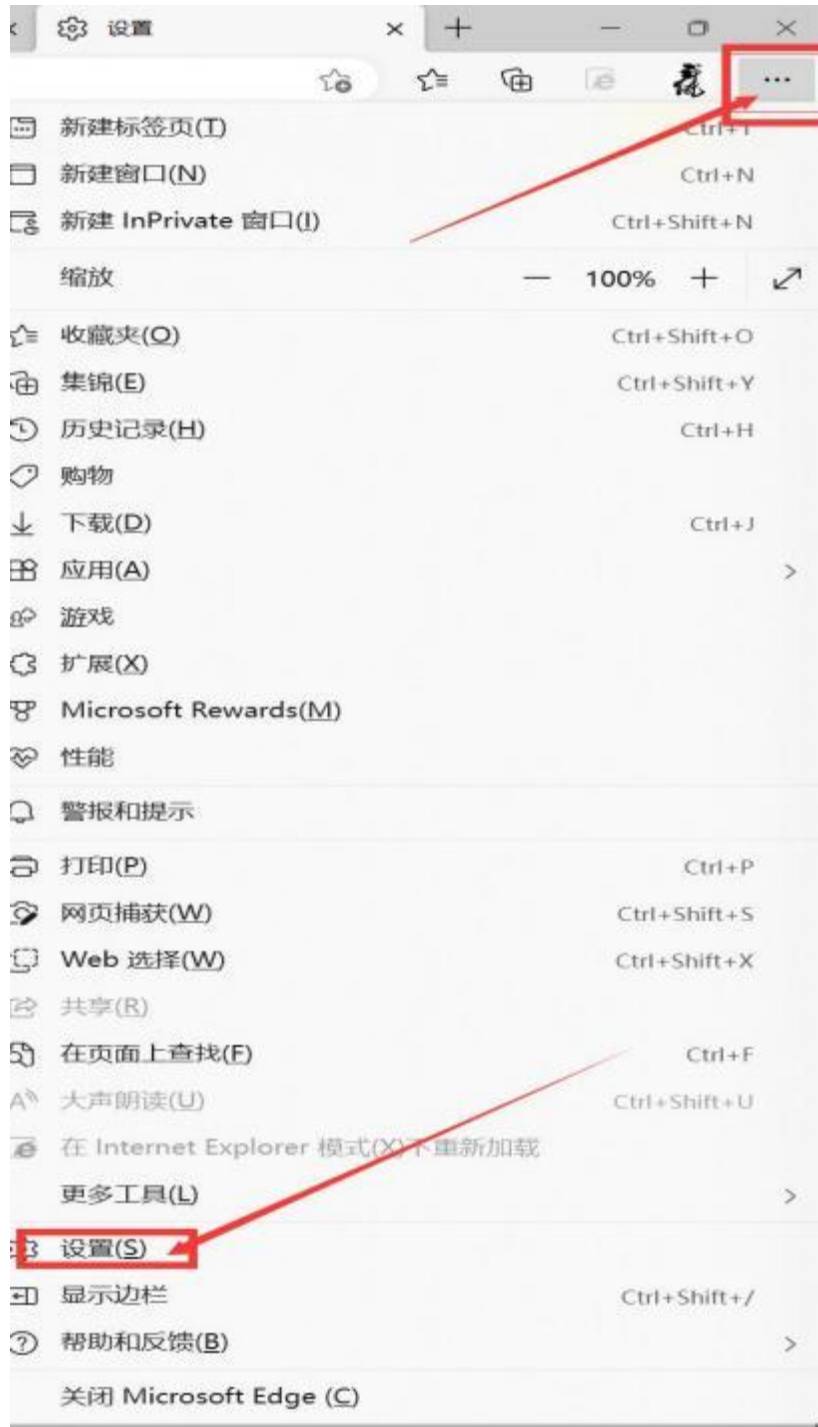 设置
新建标签页(T) Ctrl+T
新建窗口(N) Ctrl+N
新建 InPrivate 窗口(I) Ctrl+Shift+N
缩放 — 100% +
收藏夹(O) Ctrl+Shift+O
集锦(E) Ctrl+Shift+Y
历史记录(H) Ctrl+H
购物
下载(D) Ctrl+J
应用(A)
游戏
扩展(X)
Microsoft Rewards(M)
性能
警报和提示
打印(P) Ctrl+P
网页捕获(W) Ctrl+Shift+S
Web 选择(W) Ctrl+Shift+X
共享(R)
在页面上查找(F) Ctrl+F
大声朗读(U) Ctrl+Shift+U
在 Internet Explorer 模式(X)下重新加载
更多工具(L)
设置(S)
显示边栏 Ctrl+Shift+/
帮助和反馈(B)
关闭 Microsoft Edge (C)